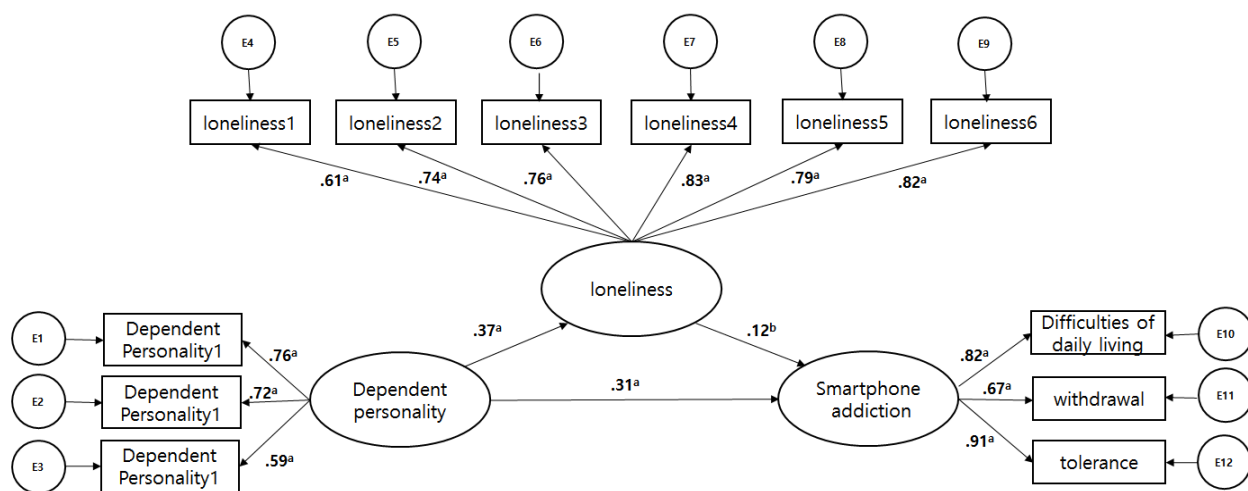 E4 E5 E6 E7 E8 E9
loneliness1 loneliness2 loneliness3 loneliness4 loneliness5 loneliness6
.61a .74a .76a .83a .79a .82a
loneliness
E1
Dependent
Personality1
.76a
.37a
.12b
Difficulties of
daily living
E10
.82a
E2
Dependent
Personality1
.72a
Dependent
personality
.31a
Smartphone
addiction
.67a
withdrawal
E11
E3
Dependent
Personality1
.59a
.91a
tolerance
E12